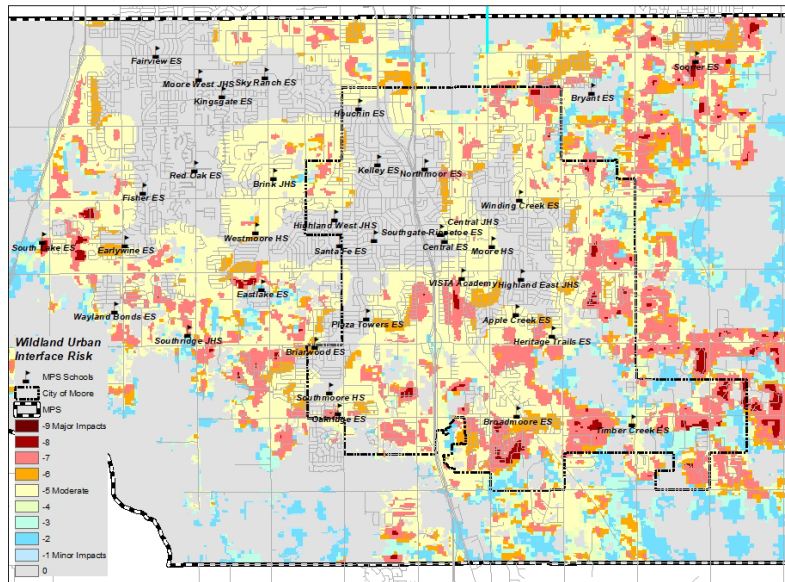 Fairview ES
Sooner ES
Moore West JHS
Sky Ranch ES
Kingsgate ES
Bryant ES
Houchin ES
Red Oak ES
Brink JHS
Kelley ES
Northmoor ES
Fisher ES
Winding Creek ES
Highland West JHS
Central JHS
Westmoore HS
Southgate-Rippetoe ES
South Lake ES
Earlywine ES
Santa Fe ES
Central ES
Moore HS
VISTA Academy
Highland East JHS
Eastlake ES
Wayland Bonds ES
Plaza Towers ES
Apple Creek ES
Southridge JHS
Heritage Trails ES
Briarwood ES
Southmoore HS
Oakridge ES
Broadmoore ES
Timber Creek ES
Wildland Urban
Interface Risk
MPS Schools
City of Moore
MPS
-9 Major Impacts
-8
-7
-6
-5 Moderate
-4
-3
-2
-1 Minor Impacts
0